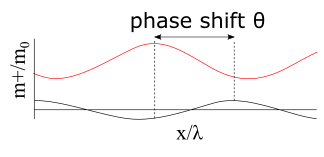 phase shift θ
m+/m₀
x/λ